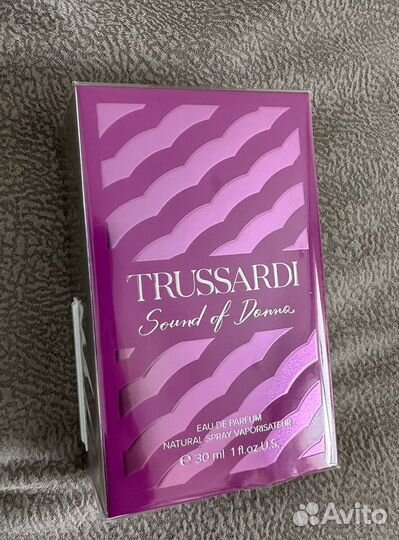 TRUSSARDI
Sound of Donna
EAU DE PARFUM
NATURAL SPRAY VAPORISATEUR
℮ 30 ml 1 fl.oz.U.S.
Avito